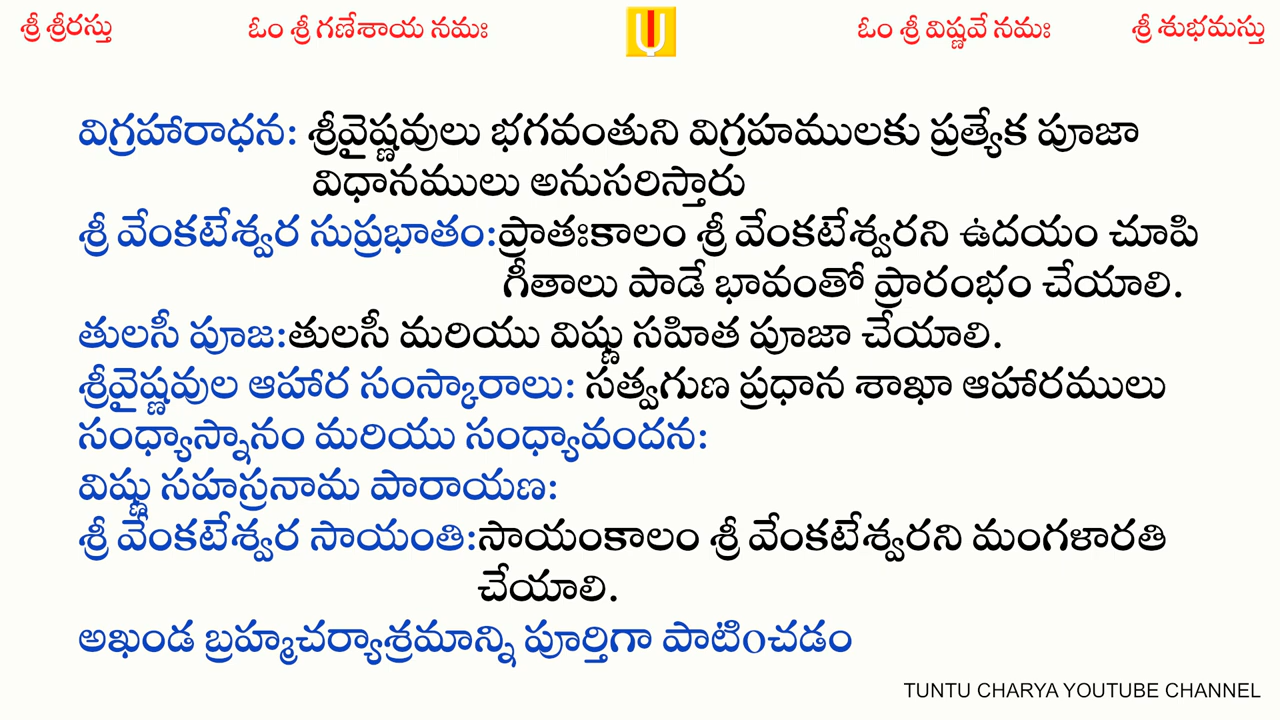 శ్రీ శ్రీరస్తు ఓం శ్రీ గణేశాయ నమః ఓం శ్రీ విష్ణవే నమః శ్రీ శుభమస్తు
విగ్రహారాధన: శ్రీవైష్ణవులు భగవంతుని విగ్రహములకు ప్రత్యేక పూజా
విధానములు అనుసరిస్తారు
శ్రీ వేంకటేశ్వర సుప్రభాతం:ప్రాతఃకాలం శ్రీ వేంకటేశ్వరని ఉదయం చూపి
గీతాలు పాడే భావంతో ప్రారంభం చేయాలి.
తులసీ పూజ:తులసీ మరియు విష్ణు సహిత పూజా చేయాలి.
శ్రీవైష్ణవుల ఆహార సంస్కారాలు: సత్వగుణ ప్రధాన శాఖా ఆహారములు
సంధ్యాస్నానం మరియు సంధ్యావందన:
విష్ణు సహస్రనామ పారాయణ:
శ్రీ వేంకటేశ్వర సాయంతి:సాయంకాలం శ్రీ వేంకటేశ్వరని మంగళారతి
చేయాలి.
అఖండ బ్రహ్మచర్యాశ్రమాన్ని పూర్తిగా పాటించడం
TUNTU CHARYA YOUTUBE CHANNEL